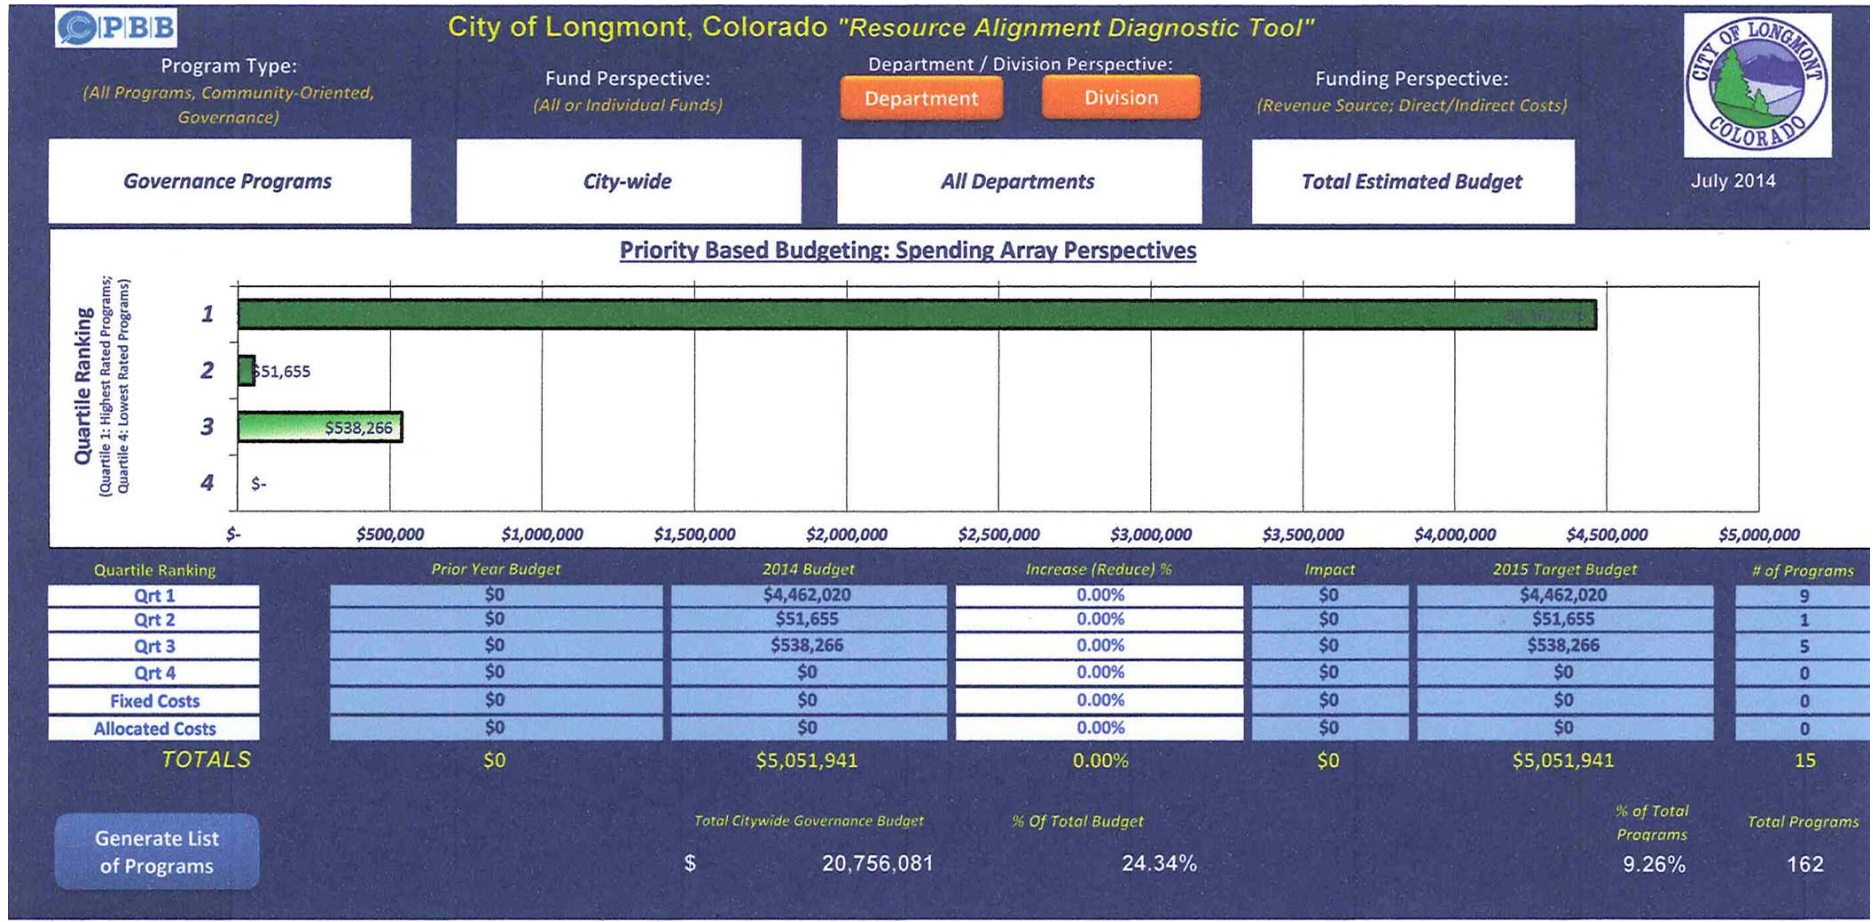 PBB
City of Longmont, Colorado "Resource Alignment Diagnostic Tool"
Program Type:
(All Programs, Community-Oriented,
Governance)
Fund Perspective:
(All or Individual Funds)
Department / Division Perspective:
Department Division
Funding Perspective:
(Revenue Source; Direct/Indirect Costs)
CITY OF LONGMONT
COLORADO
July 2014
Governance Programs City-wide All Departments Total Estimated Budget
Priority Based Budgeting: Spending Array Perspectives
Quartile Ranking
(Quartile 1: Highest Rated Programs;
Quartile 4: Lowest Rated Programs)
1
2 $51,655
3 $538,266
4 $-
$- $500,000 $1,000,000 $1,500,000 $2,000,000 $2,500,000 $3,000,000 $3,500,000 $4,000,000 $4,500,000 $5,000,000
Quartile Ranking Prior Year Budget 2014 Budget Increase (Reduce) % Impact 2015 Target Budget # of Programs
Qrt 1 $0 $4,462,020 0.00% $0 $4,462,020 9
Qrt 2 $0 $51,655 0.00% $0 $51,655 1
Qrt 3 $0 $538,266 0.00% $0 $538,266 5
Qrt 4 $0 $0 0.00% $0 $0 0
Fixed Costs $0 $0 0.00% $0 $0 0
Allocated Costs $0 $0 0.00% $0 $0 0
TOTALS $0 $5,051,941 0.00% $0 $5,051,941 15
Generate List
of Programs
Total Citywide Governance Budget % Of Total Budget
$ 20,756,081 24.34%
% of Total
Programs
Total Programs
9.26% 162